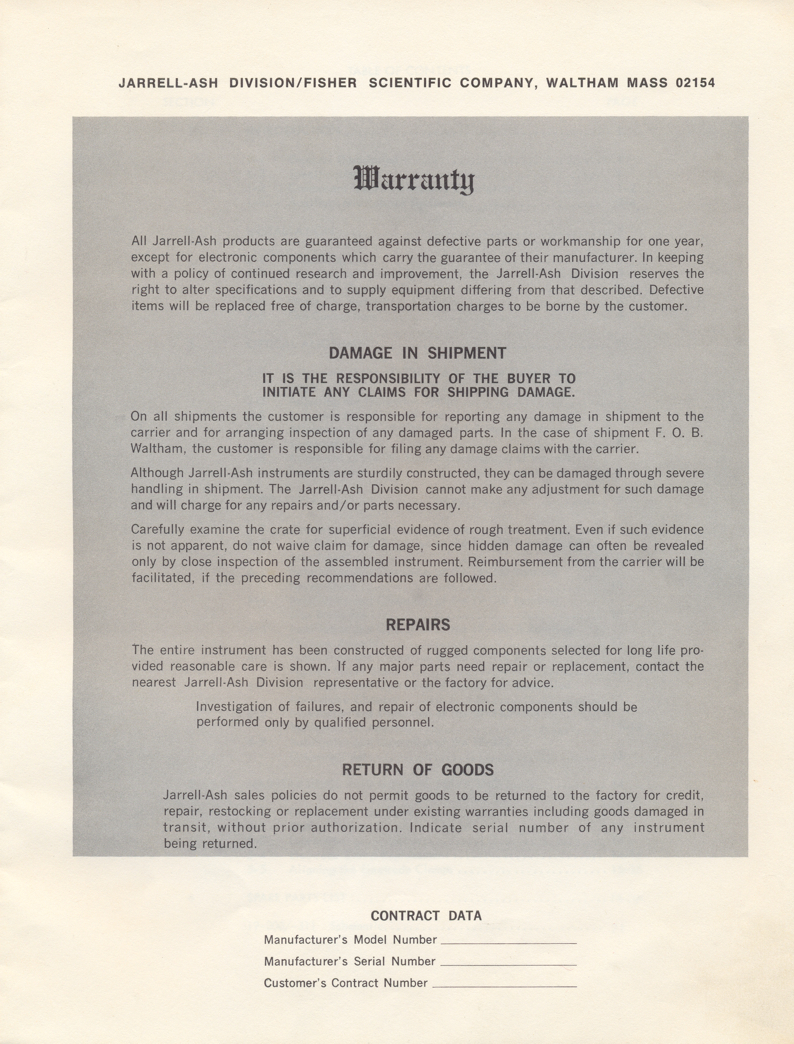 JARRELL-ASH DIVISION/FISHER SCIENTIFIC COMPANY, WALTHAM MASS 02154
Warranty
All Jarrell-Ash products are guaranteed against defective parts or workmanship for one year,
except for electronic components which carry the guarantee of their manufacturer. In keeping
with a policy of continued research and improvement, the Jarrell-Ash Division reserves the
right to alter specifications and to supply equipment differing from that described. Defective
items will be replaced free of charge, transportation charges to be borne by the customer.
DAMAGE IN SHIPMENT
IT IS THE RESPONSIBILITY OF THE BUYER TO
INITIATE ANY CLAIMS FOR SHIPPING DAMAGE.
On all shipments the customer is responsible for reporting any damage in shipment to the
carrier and for arranging inspection of any damaged parts. In the case of shipment F. O. B.
Waltham, the customer is responsible for filing any damage claims with the carrier.
Although Jarrell-Ash instruments are sturdily constructed, they can be damaged through severe
handling in shipment. The Jarrell-Ash Division cannot make any adjustment for such damage
and will charge for any repairs and/or parts necessary.
Carefully examine the crate for superficial evidence of rough treatment. Even if such evidence
is not apparent, do not waive claim for damage, since hidden damage can often be revealed
only by close inspection of the assembled instrument. Reimbursement from the carrier will be
facilitated, if the preceding recommendations are followed.
REPAIRS
The entire instrument has been constructed of rugged components selected for long life pro-
vided reasonable care is shown. If any major parts need repair or replacement, contact the
nearest Jarrell-Ash Division representative or the factory for advice.
Investigation of failures, and repair of electronic components should be
performed only by qualified personnel.
RETURN OF GOODS
Jarrell-Ash sales policies do not permit goods to be returned to the factory for credit,
repair, restocking or replacement under existing warranties including goods damaged in
transit, without prior authorization. Indicate serial number of any instrument
being returned.
CONTRACT DATA
Manufacturer's Model Number
Manufacturer's Serial Number
Customer's Contract Number